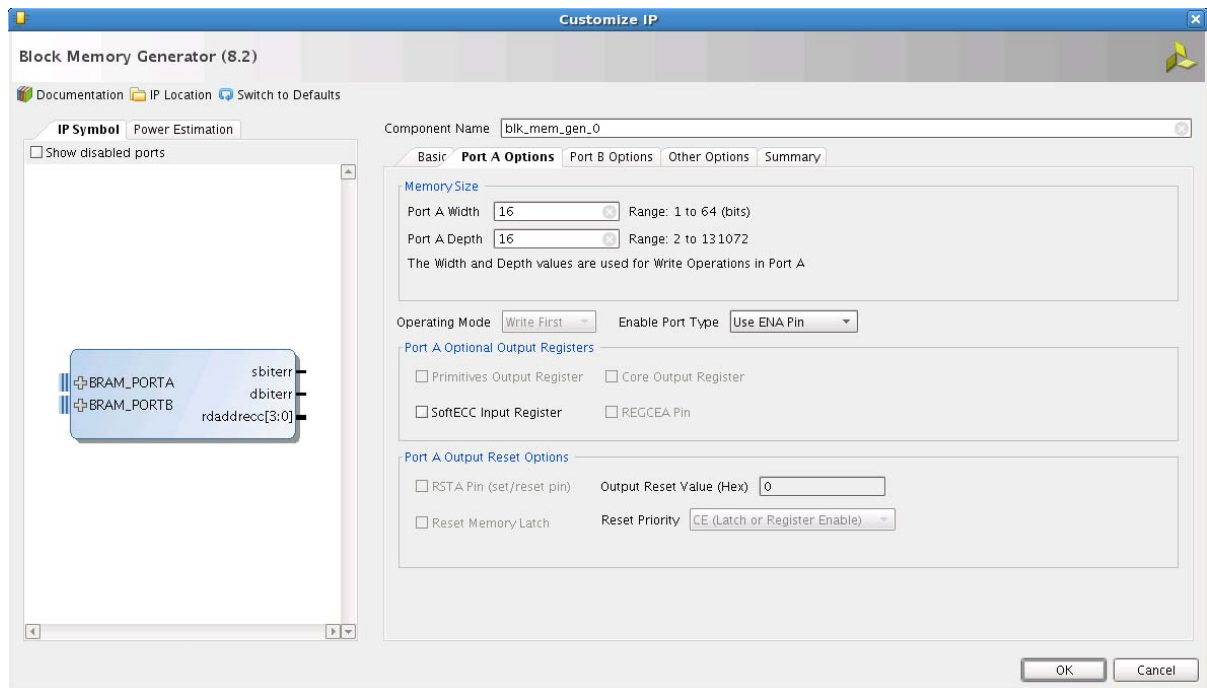 Customize IP
Block Memory Generator (8.2)
Documentation IP Location Switch to Defaults
IP Symbol Power Estimation
Show disabled ports
BRAM_PORTA
BRAM_PORTB
sbiterr
dbiterr
rdaddrecc[3:0]
Component Name blk_mem_gen_0
Basic Port A Options Port B Options Other Options Summary
Memory Size
Port A Width 16 Range: 1 to 64 (bits)
Port A Depth 16 Range: 2 to 131072
The Width and Depth values are used for Write Operations in Port A
Operating Mode Write First Enable Port Type Use ENA Pin
Port A Optional Output Registers
Primitives Output Register Core Output Register
SoftECC Input Register REGCEA Pin
Port A Output Reset Options
RSTA Pin (set/reset pin) Output Reset Value (Hex) 0
Reset Memory Latch Reset Priority CE (Latch or Register Enable)
OK Cancel